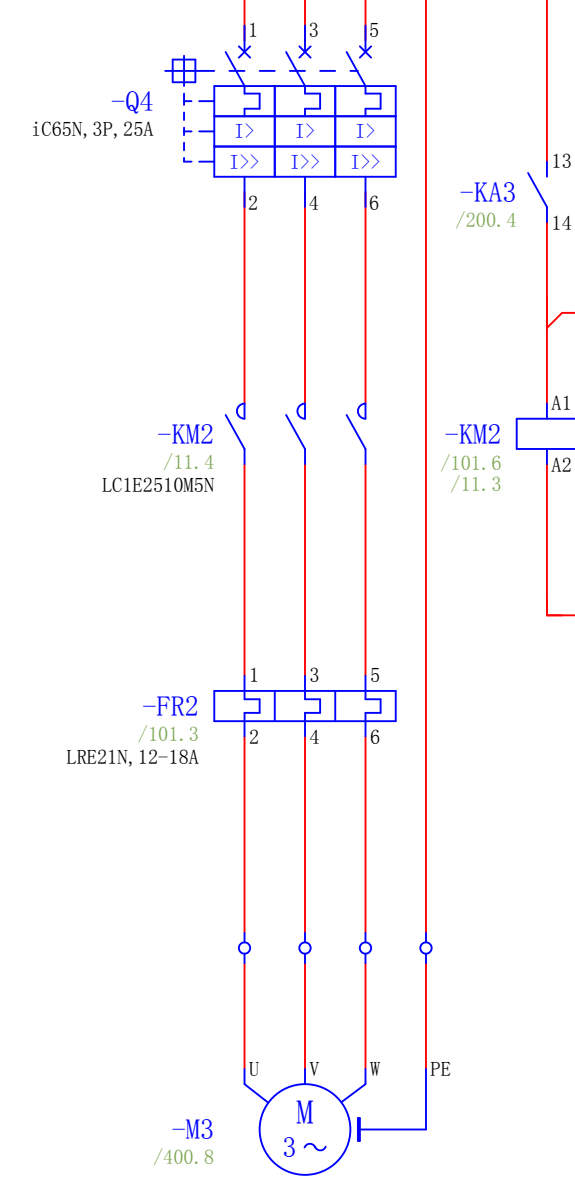 1 3 5
-Q4
iC65N, 3P, 25A
I> I> I>
I>> I>> I>>
2 4 6
13
-KA3
/200.4
14
-KM2
/11.4
LC1E2510M5N
A1
-KM2
/101.6
/11.3
A2
1 3 5
-FR2
/101.3
LRE21N, 12-18A
2 4 6
U V W PE
M
3~
-M3
/400.8